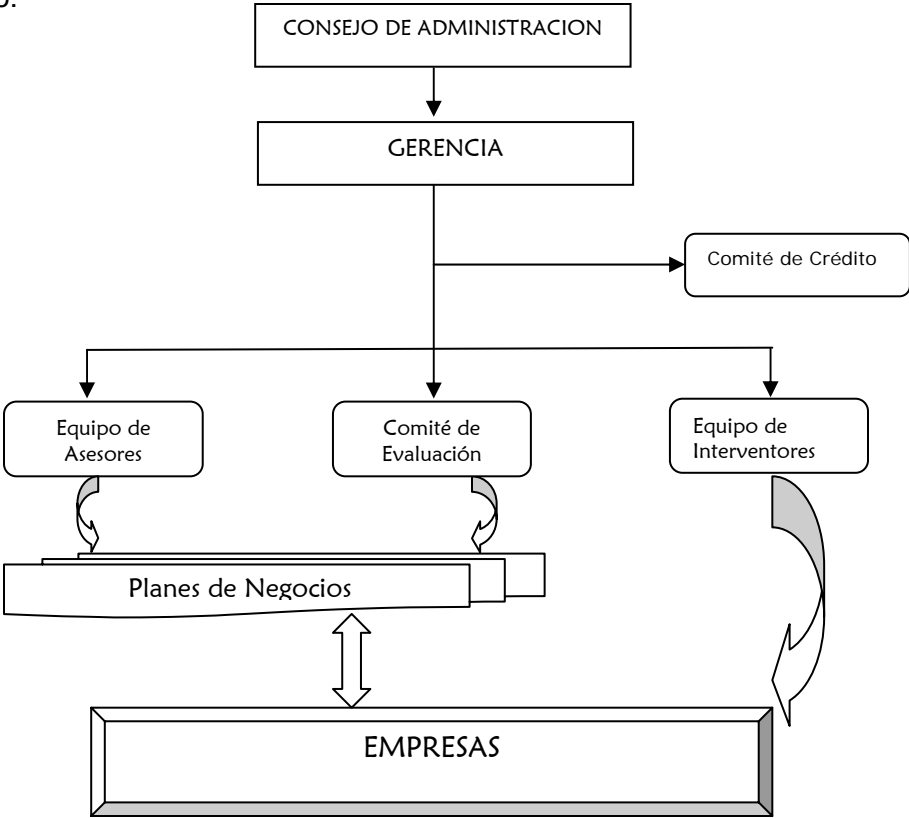 CONSEJO DE ADMINISTRACION
GERENCIA
Comité de Crédito
Equipo de
Asesores
Comité de
Evaluación
Equipo de
Interventores
Planes de Negocios
EMPRESAS